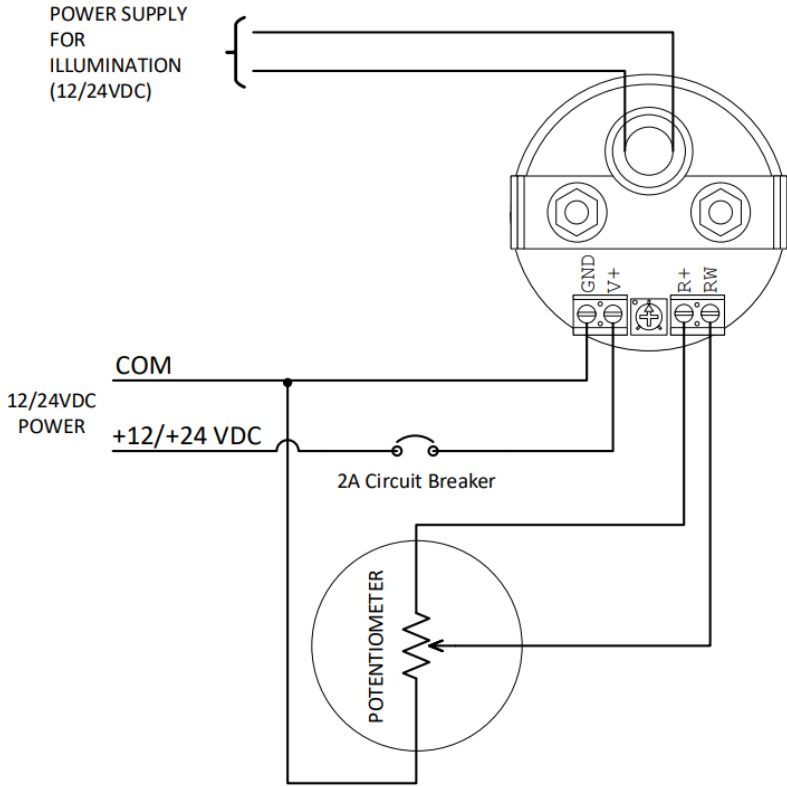 POWER SUPPLY
FOR
ILLUMINATION
(12/24VDC)
GND
V+
R+
RW
COM
12/24VDC
POWER
+12/+24 VDC
2A Circuit Breaker
POTENTIOMETER